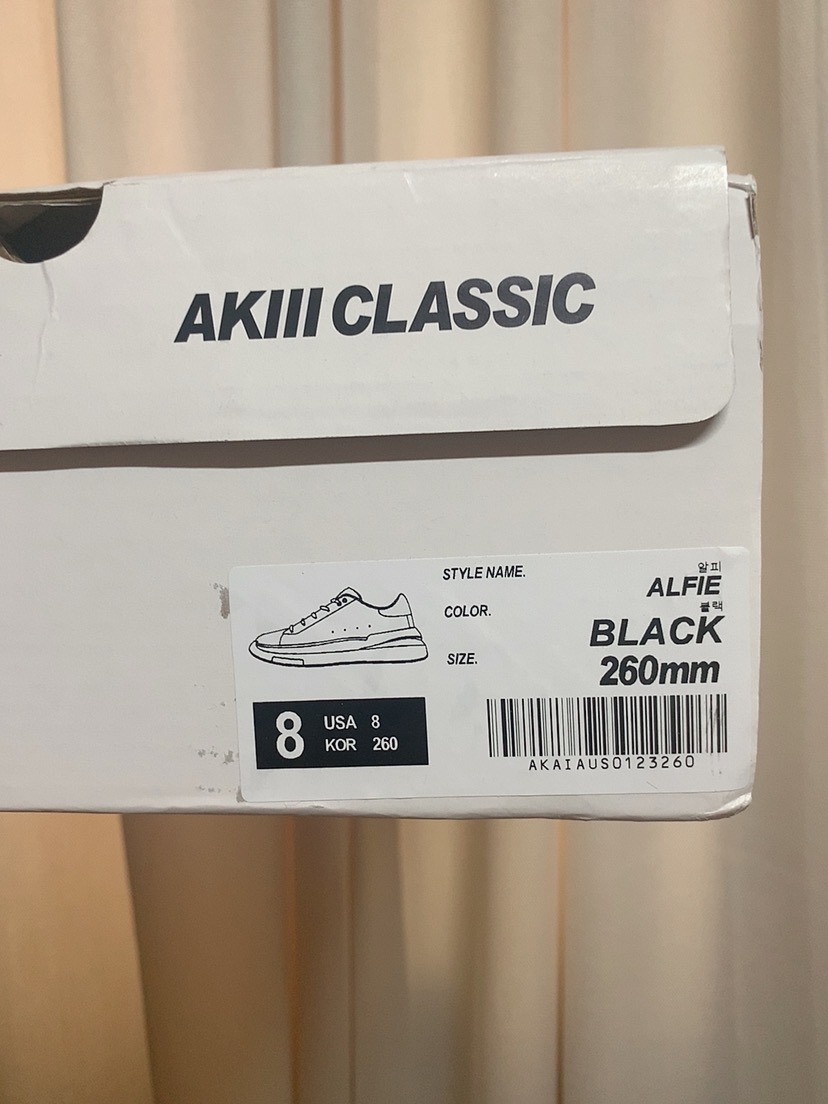 AKIII CLASSIC
STYLE NAME. 알피
ALFIE
COLOR. 블랙
BLACK
SIZE. 260mm
8 USA 8
KOR 260
AKAIAUS0123260